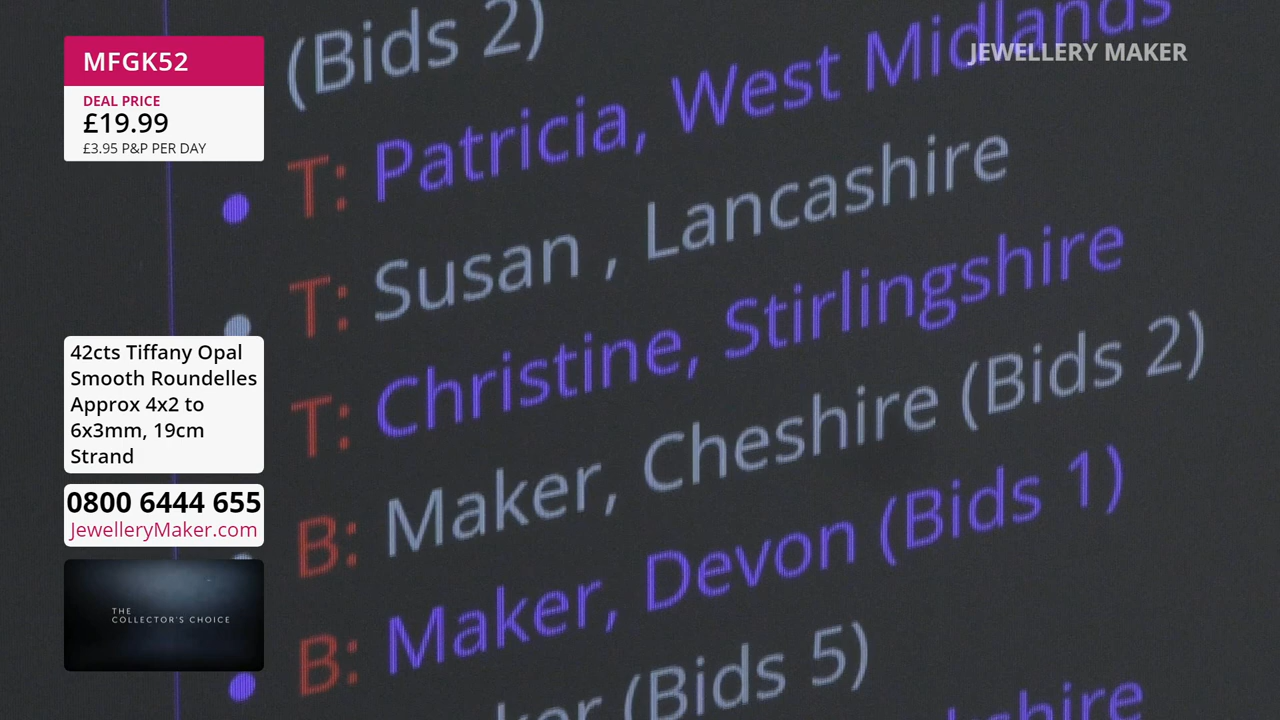 MFGK52
DEAL PRICE
£19.99
£3.95 P&P PER DAY
42cts Tiffany Opal
Smooth Roundelles
Approx 4x2 to
6x3mm, 19cm
Strand
0800 6444 655
JewelleryMaker.com
THE
COLLECTOR'S CHOICE
JEWELLERY MAKER
(Bids 2)
T: Patricia, West Midlands
T: Susan , Lancashire
T: Christine, Stirlingshire
B: Maker, Cheshire (Bids 2)
B: Maker, Devon (Bids 1)
(Bids 5)